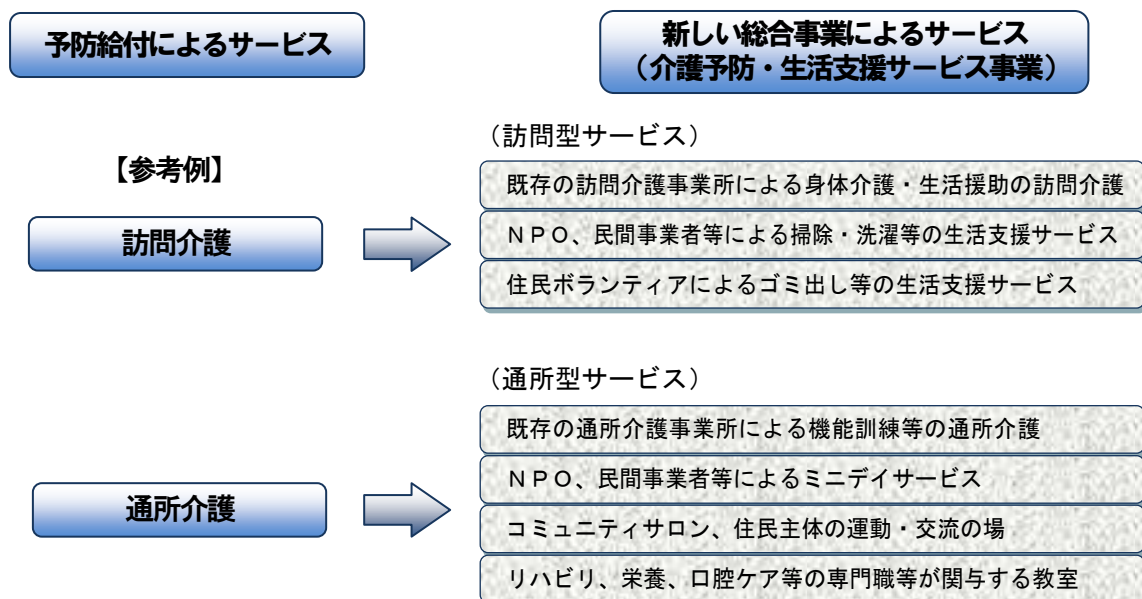 予防給付によるサービス
新しい総合事業によるサービス
（介護予防・生活支援サービス事業）
【参考例】
訪問介護
（訪問型サービス）
既存の訪問介護事業所による身体介護・生活援助の訪問介護
ＮＰＯ、民間事業者等による掃除・洗濯等の生活支援サービス
住民ボランティアによるゴミ出し等の生活支援サービス
通所介護
（通所型サービス）
既存の通所介護事業所による機能訓練等の通所介護
ＮＰＯ、民間事業者等によるミニデイサービス
コミュニティサロン、住民主体の運動・交流の場
リハビリ、栄養、口腔ケア等の専門職等が関与する教室